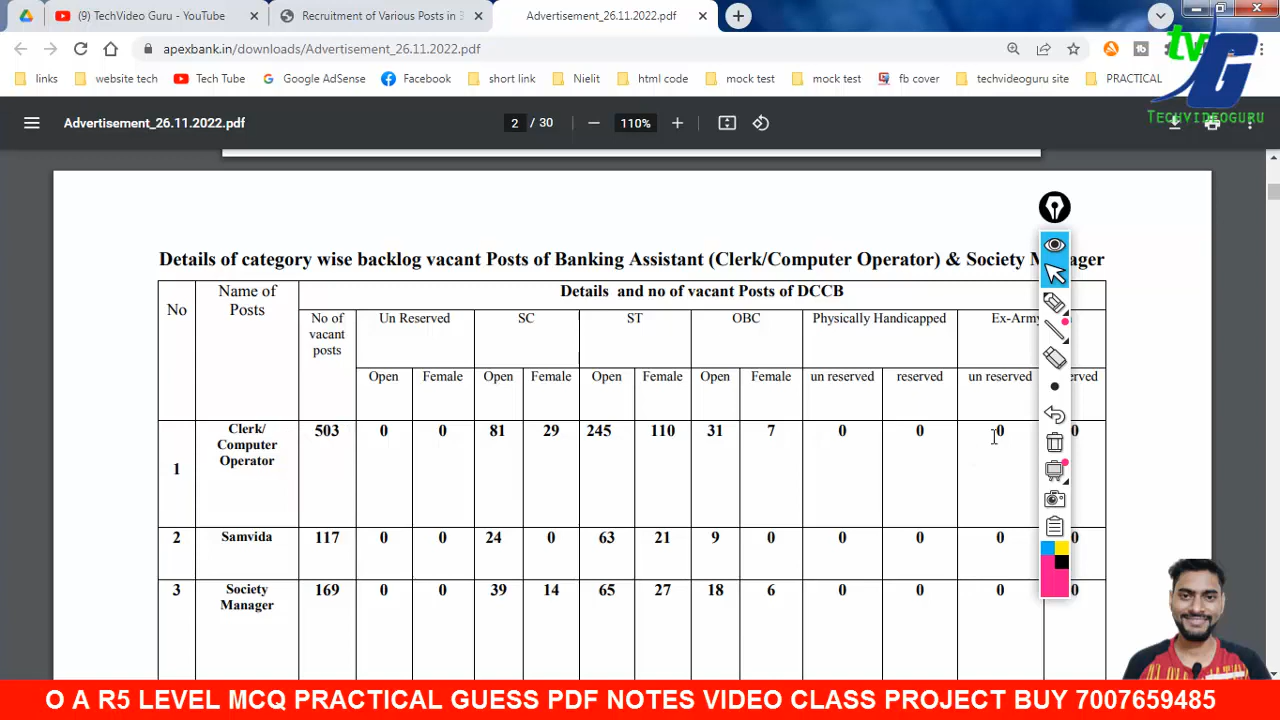 (9) TechVideo Guru - YouTube
Recruitment of Various Posts in 3
Advertisement_26.11.2022.pdf
apexbank.in/downloads/Advertisement_26.11.2022.pdf
links
website tech
Tech Tube
Google AdSense
Facebook
short link
Nielit
html code
mock test
mock test
fb cover
techvideoguru site
PRACTICAL
tv G
TECHVIDEOGURU
Advertisement_26.11.2022.pdf
2 / 30
110%
Details of category wise backlog vacant Posts of Banking Assistant (Clerk/Computer Operator) & Society M ager
No
Name of Posts
Details and no of vacant Posts of DCCB
No of vacant posts
Un Reserved
SC
ST
OBC
Physically Handicapped
Ex-Army
Open Female Open Female Open Female Open Female un reserved reserved un reserved erved
1 Clerk/ Computer Operator 503 0 0 81 29 245 110 31 7 0 0 0 0
2 Samvida 117 0 0 24 0 63 21 9 0 0 0 0 0
3 Society Manager 169 0 0 39 14 65 27 18 6 0 0 0 0
O A R5 LEVEL MCQ PRACTICAL GUESS PDF NOTES VIDEO CLASS PROJECT BUY 7007659485